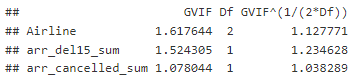 ##                       GVIF Df GVIF^(1/(2*Df))
## Airline           1.617644  2        1.127771
## arr_del15_sum     1.524305  1        1.234628
## arr_cancelled_sum 1.078044  1        1.038289